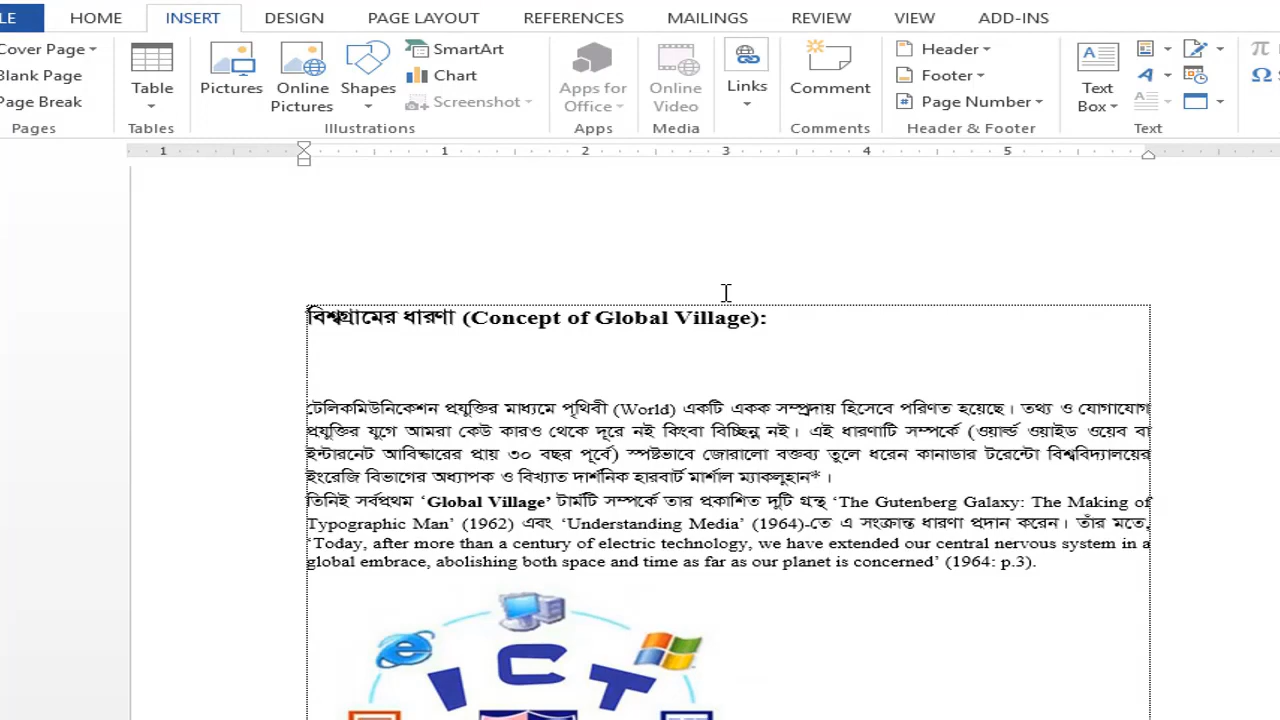 LE HOME INSERT DESIGN PAGE LAYOUT REFERENCES MAILINGS REVIEW VIEW ADD-INS
Cover Page
Blank Page
Page Break
Pages
Table
Tables
Pictures
Online Pictures
Shapes
SmartArt
Chart
Screenshot
Illustrations
Apps for Office
Apps
Online Video
Media
Links
Comment
Comments
Header
Footer
Page Number
Header & Footer
Text Box
Text
1 1 2 3 4 5
বিশ্বগ্রামের ধারণা (Concept of Global Village):
টেলিকমিউনিকেশন প্রযুক্তির মাধ্যমে পৃথিবী (World) একটি একক সম্প্রদায় হিসেবে পরিণত হয়েছে। তথ্য ও যোগাযোগ
প্রযুক্তির যুগে আমরা কেউ কারও থেকে দূরে নই কিংবা বিচ্ছিন্ন নই। এই ধারণাটি সম্পর্কে (ওয়ার্ল্ড ওয়াইড ওয়েব বা
ইন্টারনেট আবিষ্কারের প্রায় ৩০ বছর পূর্বে) স্পষ্টভাবে জোরালো বক্তব্য তুলে ধরেন কানাডার টরেন্টো বিশ্ববিদ্যালয়ের
ইংরেজি বিভাগের অধ্যাপক ও বিখ্যাত দার্শনিক হারবার্ট মার্শাল ম্যাকলুহান*।
তিনিই সর্বপ্রথম ‘Global Village’ টার্মটি সম্পর্কে তার প্রকাশিত দুটি গ্রন্থ ‘The Gutenberg Galaxy: The Making of
Typographic Man’ (1962) এবং ‘Understanding Media’ (1964)-তে এ সংক্রান্ত ধারণা প্রদান করেন। তাঁর মতে,
‘Today, after more than a century of electric technology, we have extended our central nervous system in a
global embrace, abolishing both space and time as far as our planet is concerned’ (1964: p.3).
ICT